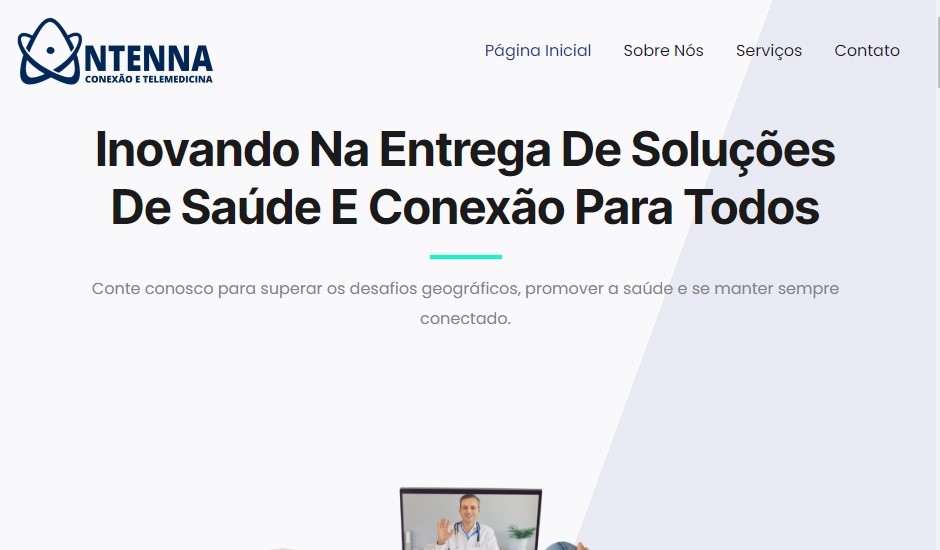 NTENNA
CONEXÃO E TELEMEDICINA
Página Inicial Sobre Nós Serviços Contato
Inovando Na Entrega De Soluções
De Saúde E Conexão Para Todos
Conte conosco para superar os desafios geográficos, promover a saúde e se manter sempre
conectado.